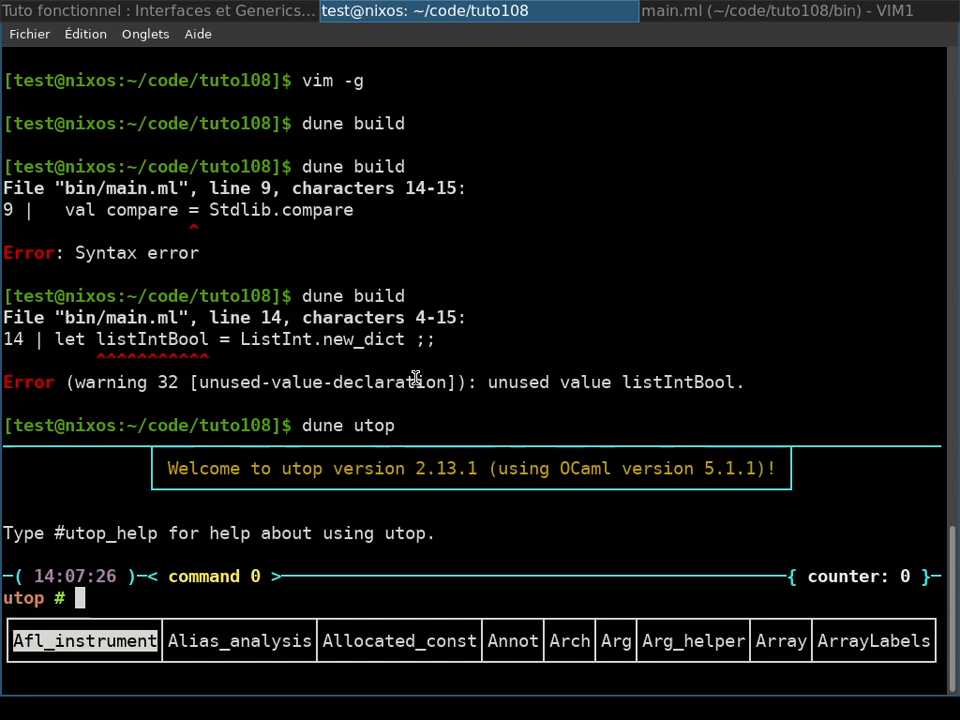 Tuto fonctionnel : Interfaces et Generics... test@nixos: ~/code/tuto108 main.ml (~/code/tuto108/bin) - VIM1
Fichier Édition Onglets Aide
[test@nixos:~/code/tuto108]$ vim -g
[test@nixos:~/code/tuto108]$ dune build
[test@nixos:~/code/tuto108]$ dune build
File "bin/main.ml", line 9, characters 14-15:
9 |   val compare = Stdlib.compare
^
Error: Syntax error
[test@nixos:~/code/tuto108]$ dune build
File "bin/main.ml", line 14, characters 4-15:
14 | let listIntBool = ListInt.new_dict ;;
^^^^^^^^^^^
Error (warning 32 [unused-value-declaration]): unused value listIntBool.
[test@nixos:~/code/tuto108]$ dune utop
Welcome to utop version 2.13.1 (using OCaml version 5.1.1)!
Type #utop_help for help about using utop.
─( 14:07:26 )─< command 0 >─{ counter: 0 }─
utop #
Afl_instrument Alias_analysis Allocated_const Annot Arch Arg Arg_helper Array ArrayLabels